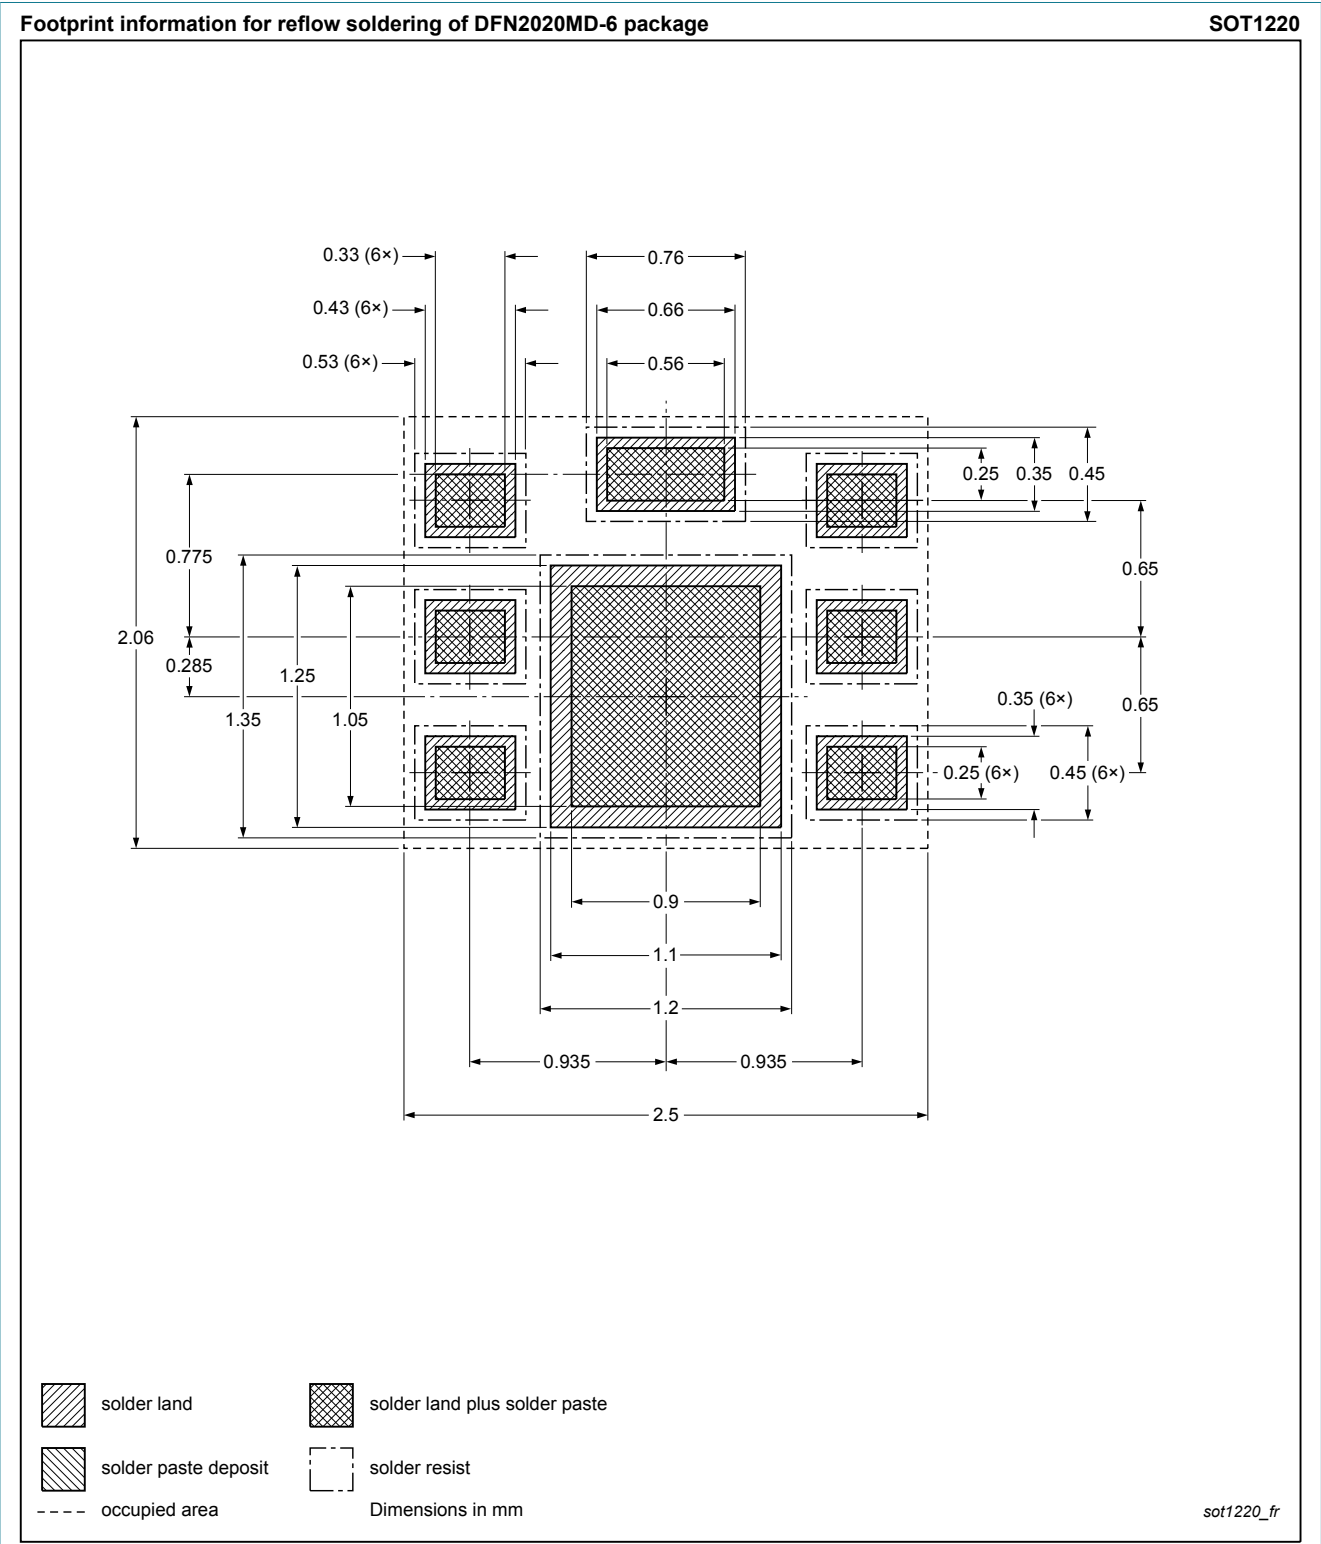 Footprint information for reflow soldering of DFN2020MD-6 package SOT1220
0.33 (6×) 0.76
0.43 (6×) 0.66
0.53 (6×) 0.56
0.25 0.35 0.45
0.775 0.65
2.06
0.285 1.25
0.35 (6×) 0.65
1.35 1.05
0.25 (6×) 0.45 (6×)
0.9
1.1
1.2
0.935 0.935
2.5
solder land solder land plus solder paste
solder paste deposit solder resist
occupied area Dimensions in mm sot1220_fr